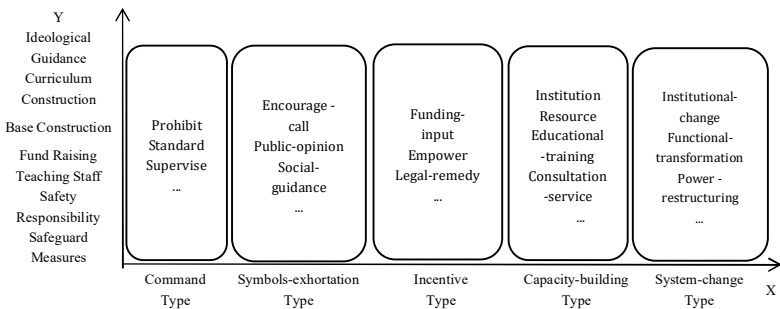 Y
Ideological
Guidance
Curriculum
Construction
Base Construction
Fund Raising
Teaching Staff
Safety
Responsibility
Safeguard
Measures
Prohibit
Standard
Supervise
...
Encourage -
call
Public-opinion
Social-
guidance
...
Funding-
input
Empower
Legal-remedy
...
Institution
Resource
Educational
-training
Consultation
-service
...
Institutional-
change
Functional-
transformation
Power -
restructuring
...
Command
Type
Symbols-exhortation
Type
Incentive
Type
Capacity-building
Type
System-change
Type
X